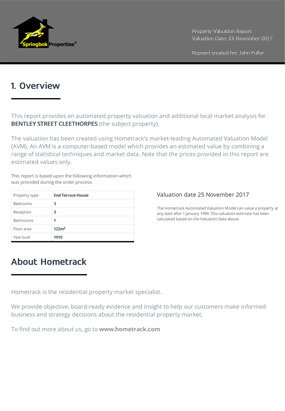 Springbok Properties
Property Valuation Report
Valuation Date: 25 November 2017
Report created for: John Fuller
1. Overview
This report provides an automated property valuation and additional local market analysis for
BENTLEY STREET CLEETHORPES (the subject property).
The valuation has been created using Hometrack's market-leading Automated Valuation Model
(AVM). An AVM is a computer-based model which provides an estimated value by combining a
range of statistical techniques and market data. Note that the prices provided in this report are
estimated values only.
This report is based upon the following information which
was provided during the order process:
Property type End Terrace House
Bedrooms 3
Reception 3
Bathrooms 1
Floor area 122m²
Year built 1910
Valuation date 25 November 2017
The Hometrack Automated Valuation Model can value a property at
any date after 1 January 1990. This valuation estimate has been
calculated based on the Valuation Date above.
About Hometrack
Hometrack is the residential property market specialist.
We provide objective, board-ready evidence and insight to help our customers make informed
business and strategy decisions about the residential property market.
To find out more about us, go to www.hometrack.com